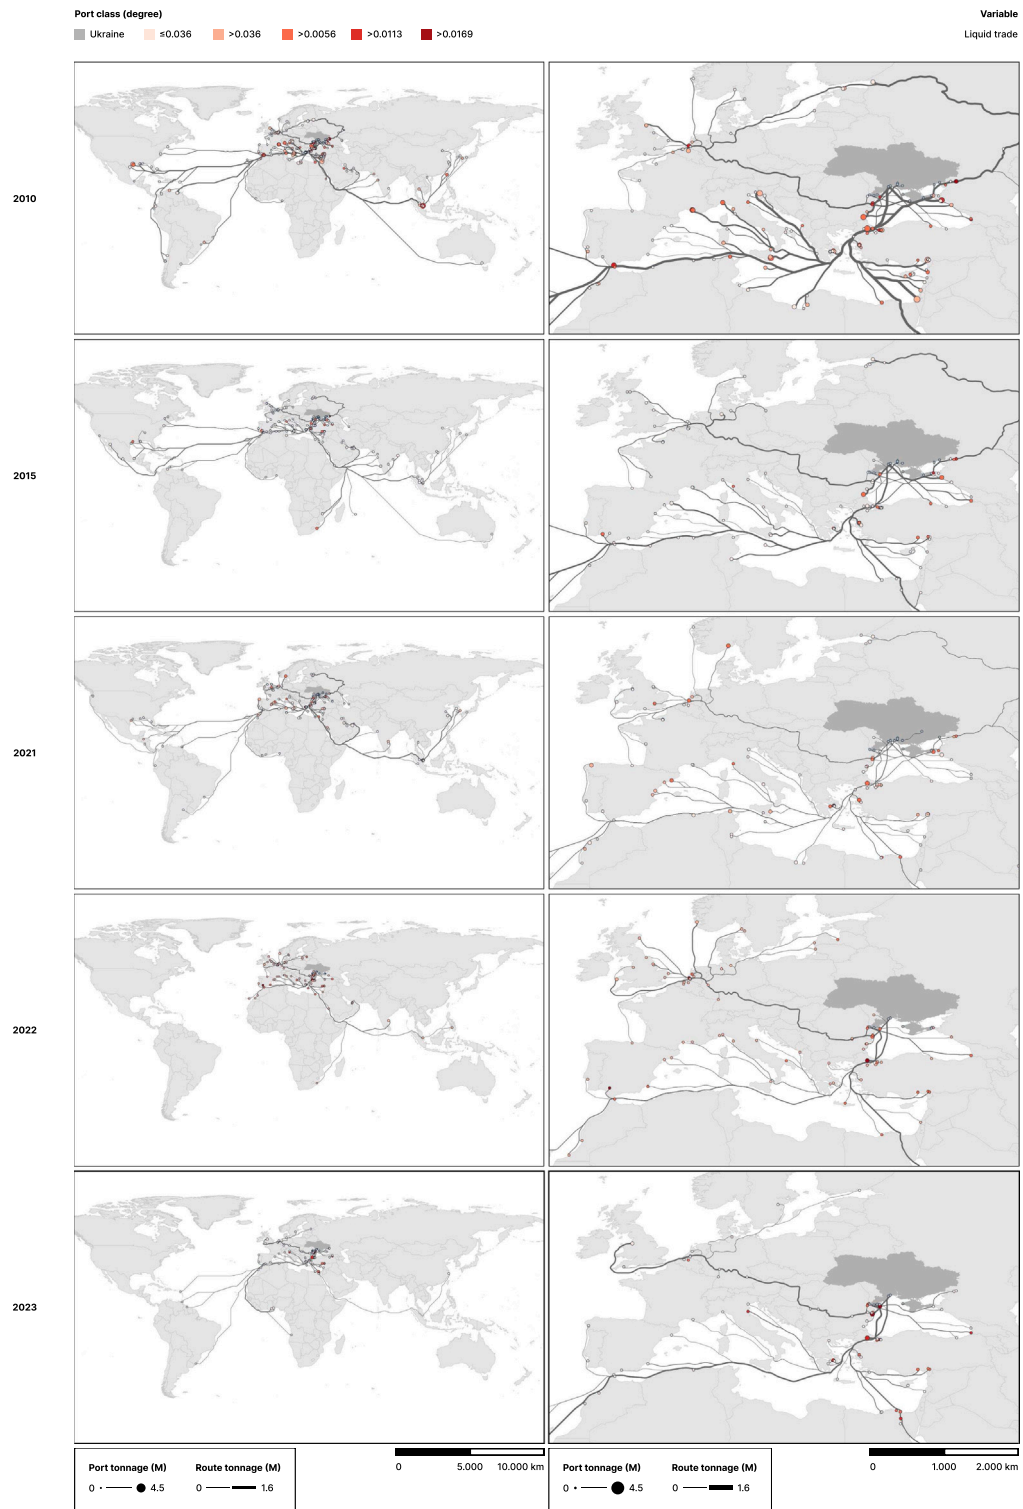 Port class (degree)
Variable
Ukraine ≤0.036 >0.036 >0.0056 >0.0113 >0.0169
Liquid trade
2010
2015
2021
2022
2023
Port tonnage (M) Route tonnage (M)
0 4.5 0 1.6
0 5.000 10.000 km
Port tonnage (M) Route tonnage (M)
0 4.5 0 1.6
0 1.000 2.000 km